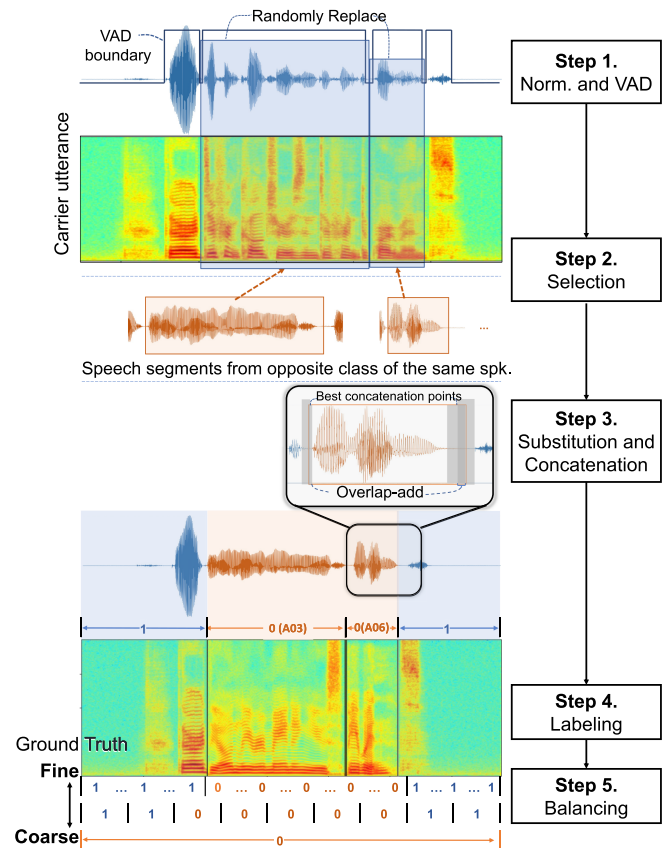 VAD
boundary
Randomly Replace
Step 1.
Norm. and VAD
Carrier utterance
Step 2.
Selection
...
Speech segments from opposite class of the same spk.
Best concatenation points
Overlap-add
Step 3.
Substitution and
Concatenation
1 0 (A03) 0(A06) 1
Step 4.
Labeling
Ground Truth
Fine
Step 5.
Balancing
1 ... 1 ... 1 0 ... 0 ... 0 ... 0 ... 0 1 ... 1 ... 1
1 1 0 0 0 0 0 1 1
Coarse
0